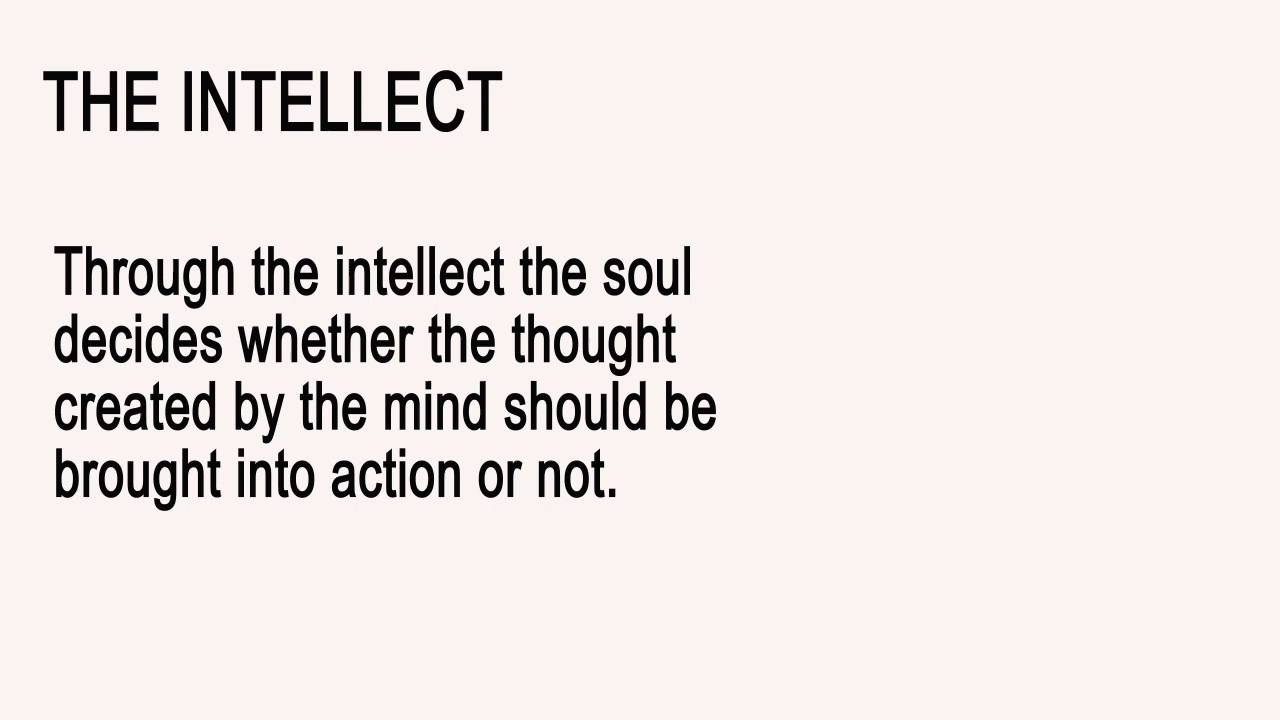 THE INTELLECT
Through the intellect the soul
decides whether the thought
created by the mind should be
brought into action or not.